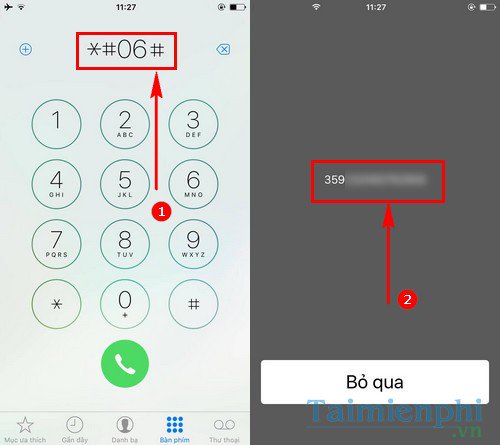 11:27
*#06#
1
1
2
ABC
3
DEF
4
GHI
5
JKL
6
MNO
7
PQRS
8
TUV
9
WXYZ
*
0
+
#
Mục ưa thích
Gần đây
Danh bạ
Bàn phím
Thư thoại
11:27
359
2
Bỏ qua
Taimienphi
.vn